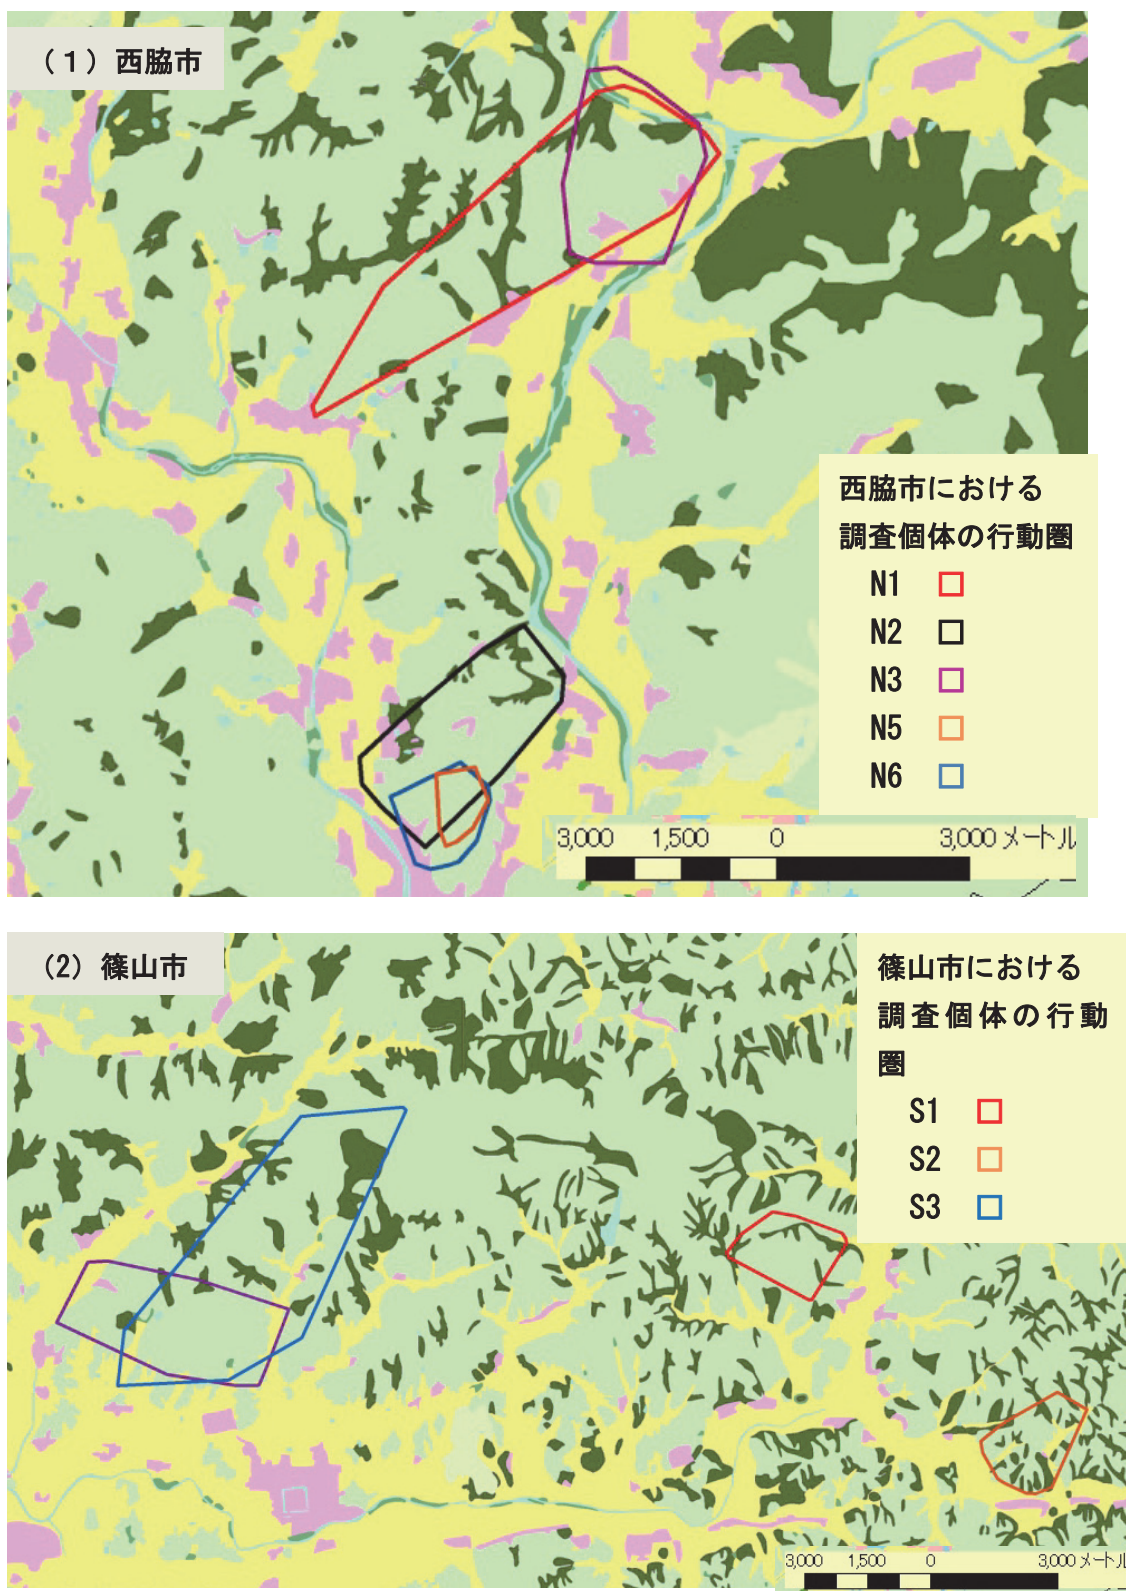 （１）西脇市
西脇市における
調査個体の行動圏
N1
N2
N3
N5
N6
3,000 1,500 0 3,000 メートル
(2) 篠山市
篠山市における
調査個体の行動
圏
S1
S2
S3
3,000 1,500 0 3,000 メートル